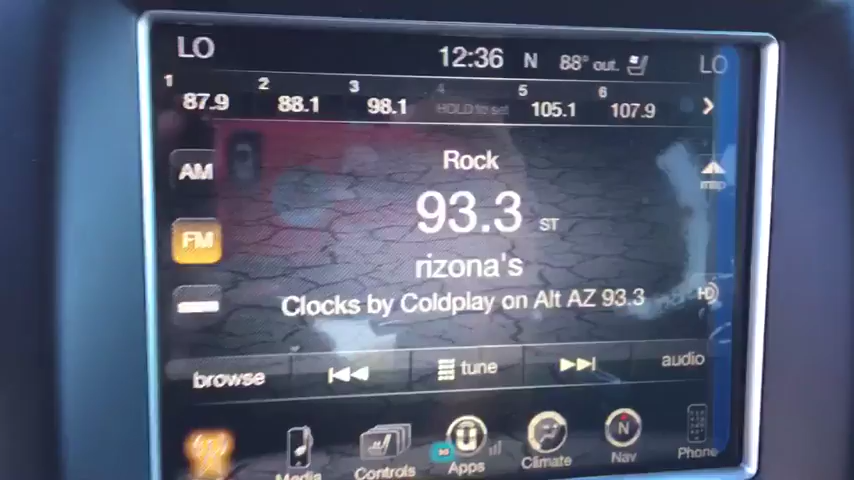 LO 12:36 N 88° out. LO
1 2 3 4 5 6
87.9 88.1 98.1 HOLD to set 105.1 107.9
Rock
AM
map
93.3 ST
FM
rizona's
HD
Clocks by Coldplay on Alt AZ 93.3
browse tune audio
N
Media Controls Apps Climate Nav Phone